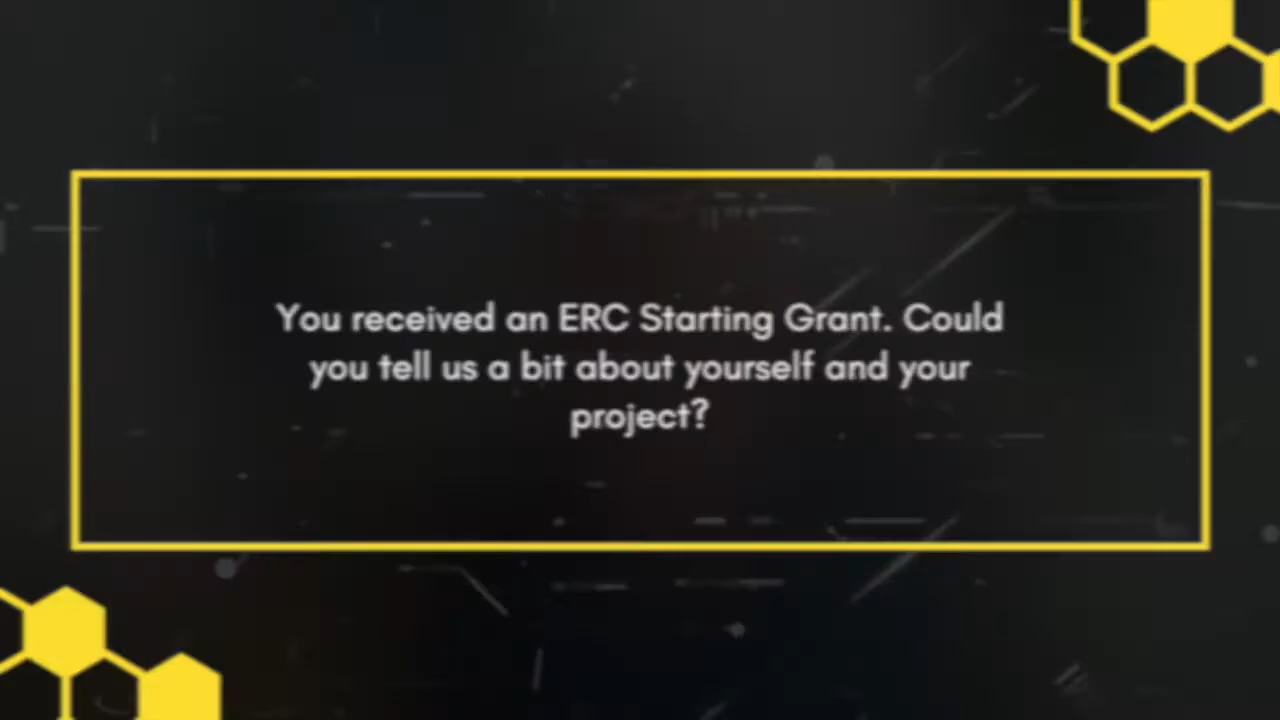 You received an ERC Starting Grant. Could
you tell us a bit about yourself and your
project?